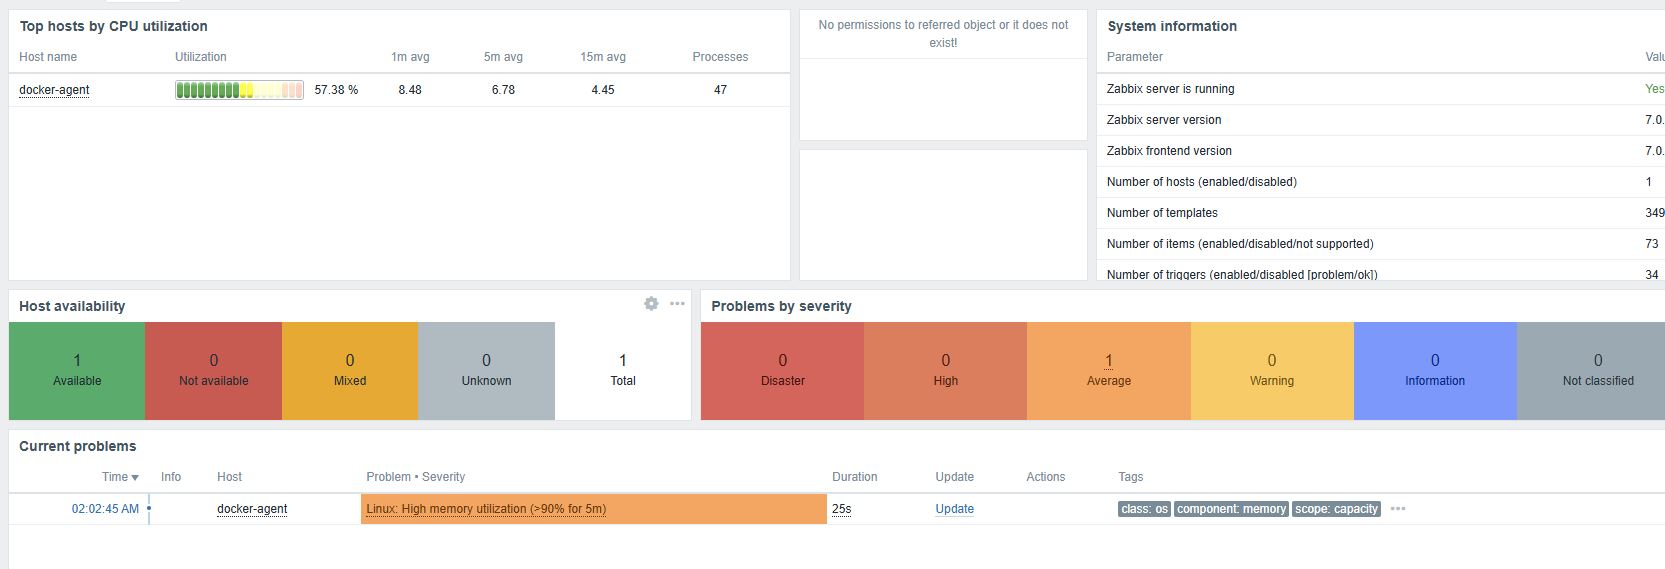 Top hosts by CPU utilization
Host name Utilization 1m avg 5m avg 15m avg Processes
docker-agent 57.38 % 8.48 6.78 4.45 47
No permissions to referred object or it does not
exist!
System information
Parameter Valu
Zabbix server is running Yes
Zabbix server version 7.0.
Zabbix frontend version 7.0.
Number of hosts (enabled/disabled) 1
Number of templates 349
Number of items (enabled/disabled/not supported) 73
Number of triggers (enabled/disabled [problem/ok]) 34
Host availability
1 0 0 0 1
Available Not available Mixed Unknown Total
Problems by severity
0 0 1 0 0 0
Disaster High Average Warning Information Not classified
Current problems
Time Info Host Problem • Severity Duration Update Actions Tags
02:02:45 AM docker-agent Linux: High memory utilization (>90% for 5m) 25s Update class: os component: memory scope: capacity